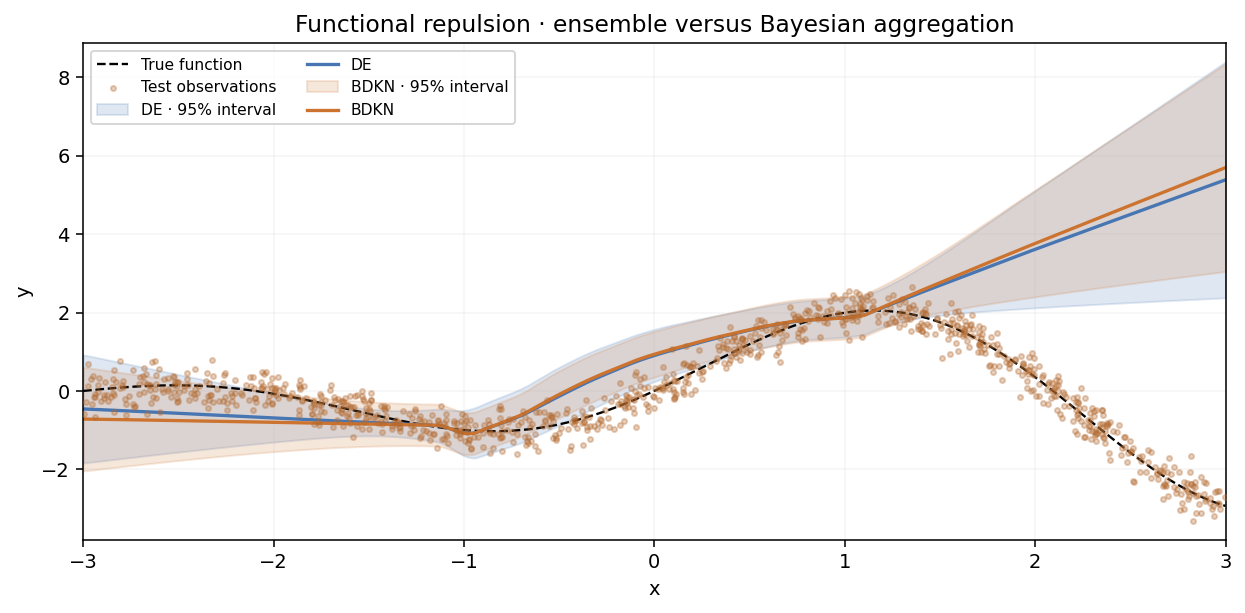 Functional repulsion · ensemble versus Bayesian aggregation
True function
Test observations
DE · 95% interval
DE
BDKN · 95% interval
BDKN
y
8
6
4
2
0
−2
−3
−2
−1
0
1
2
3
x